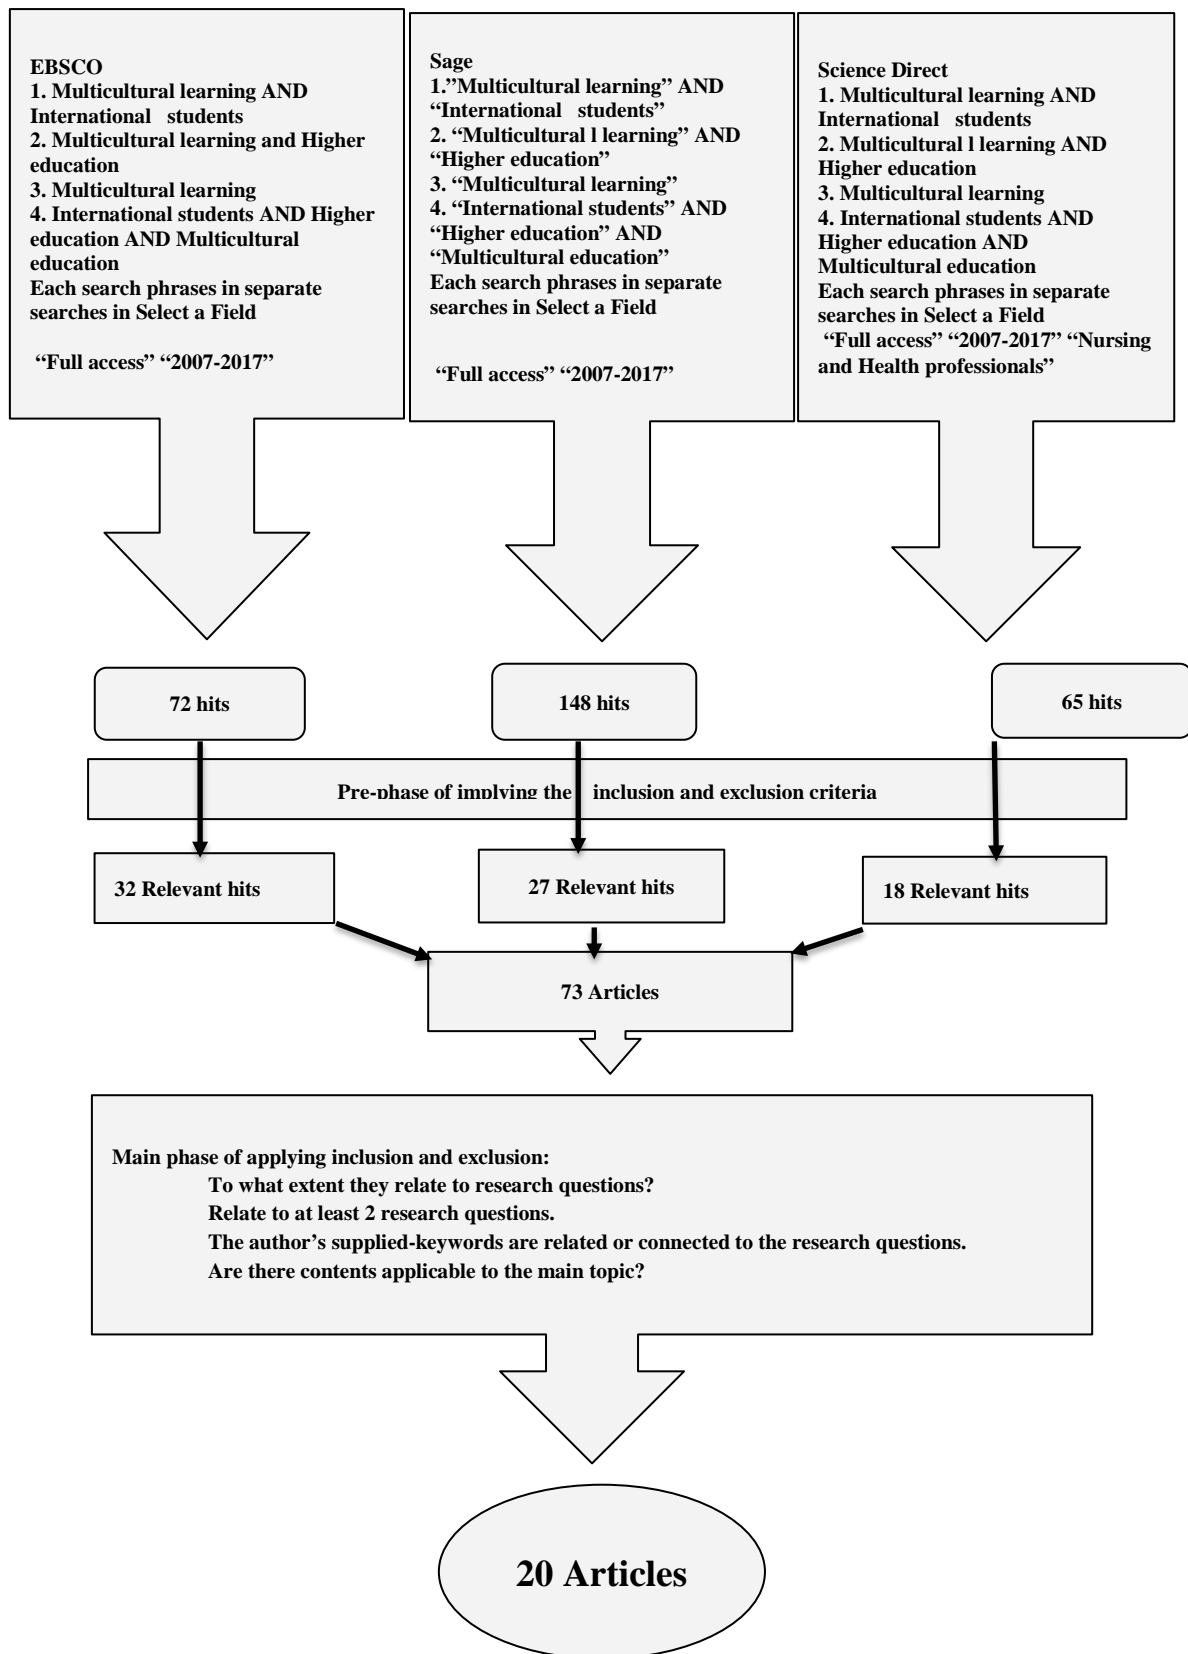 EBSCO
1. Multicultural learning AND
International students
2. Multicultural learning and Higher
education
3. Multicultural learning
4. International students AND Higher
education AND Multicultural
education
Each search phrases in separate
searches in Select a Field
“Full access” “2007-2017”
Sage
1.”Multicultural learning” AND
“International students”
2. “Multicultural l learning” AND
“Higher education”
3. “Multicultural learning”
4. “International students” AND
“Higher education” AND
“Multicultural education”
Each search phrases in separate
searches in Select a Field
“Full access” “2007-2017”
Science Direct
1. Multicultural learning AND
International students
2. Multicultural l learning AND
Higher education
3. Multicultural learning
4. International students AND
Higher education AND
Multicultural education
Each search phrases in separate
searches in Select a Field
“Full access” “2007-2017” “Nursing
and Health professionals”
72 hits
148 hits
65 hits
Pre-phase of implying the inclusion and exclusion criteria
32 Relevant hits
27 Relevant hits
18 Relevant hits
73 Articles
Main phase of applying inclusion and exclusion:
To what extent they relate to research questions?
Relate to at least 2 research questions.
The author’s supplied-keywords are related or connected to the research questions.
Are there contents applicable to the main topic?
20 Articles